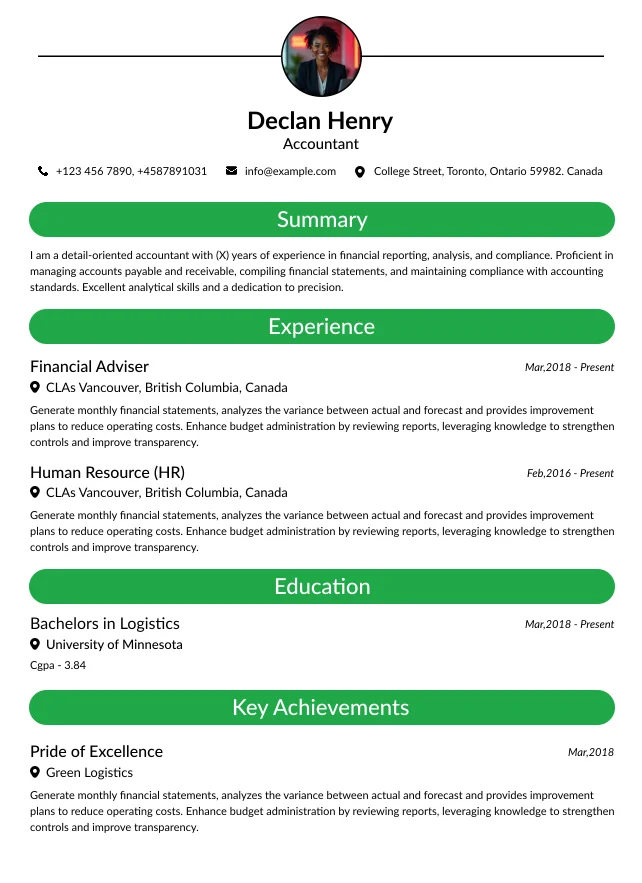 Declan Henry
Accountant
+123 456 7890, +4587891031 info@example.com College Street, Toronto, Ontario 59982. Canada
Summary
I am a detail-oriented accountant with (X) years of experience in financial reporting, analysis, and compliance. Proficient in
managing accounts payable and receivable, compiling financial statements, and maintaining compliance with accounting
standards. Excellent analytical skills and a dedication to precision.
Experience
Financial Adviser Mar,2018 - Present
CLAs Vancouver, British Columbia, Canada
Generate monthly financial statements, analyzes the variance between actual and forecast and provides improvement
plans to reduce operating costs. Enhance budget administration by reviewing reports, leveraging knowledge to strengthen
controls and improve transparency.
Human Resource (HR) Feb,2016 - Present
CLAs Vancouver, British Columbia, Canada
Generate monthly financial statements, analyzes the variance between actual and forecast and provides improvement
plans to reduce operating costs. Enhance budget administration by reviewing reports, leveraging knowledge to strengthen
controls and improve transparency.
Education
Bachelors in Logistics Mar,2018 - Present
University of Minnesota
Cgpa - 3.84
Key Achievements
Pride of Excellence Mar,2018
Green Logistics
Generate monthly financial statements, analyzes the variance between actual and forecast and provides improvement
plans to reduce operating costs. Enhance budget administration by reviewing reports, leveraging knowledge to strengthen
controls and improve transparency.